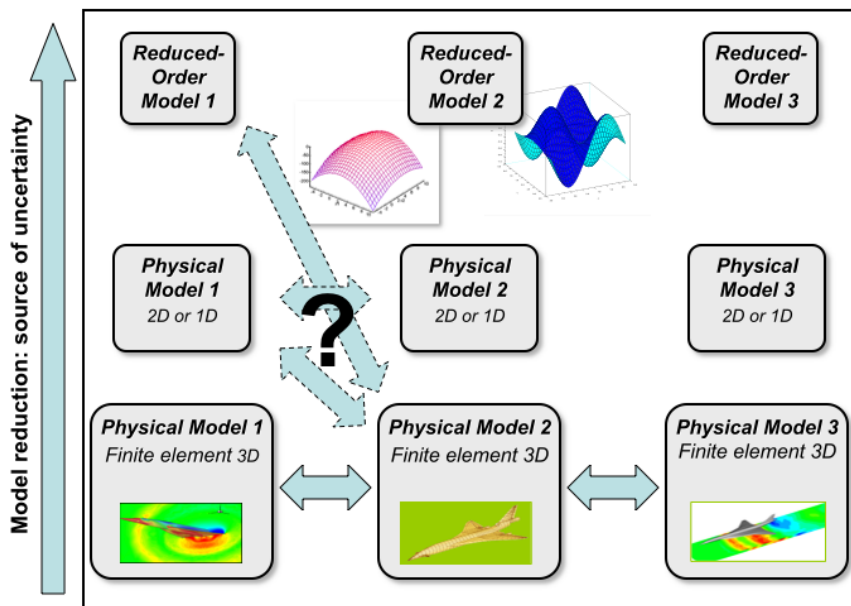 Model reduction: source of uncertainty
Reduced-
Order
Model 1
Reduced-
Order
Model 2
Reduced-
Order
Model 3
Physical
Model 1
2D or 1D
?
Physical
Model 2
2D or 1D
Physical
Model 3
2D or 1D
Physical Model 1
Finite element 3D
Physical Model 2
Finite element 3D
Physical Model 3
Finite element 3D